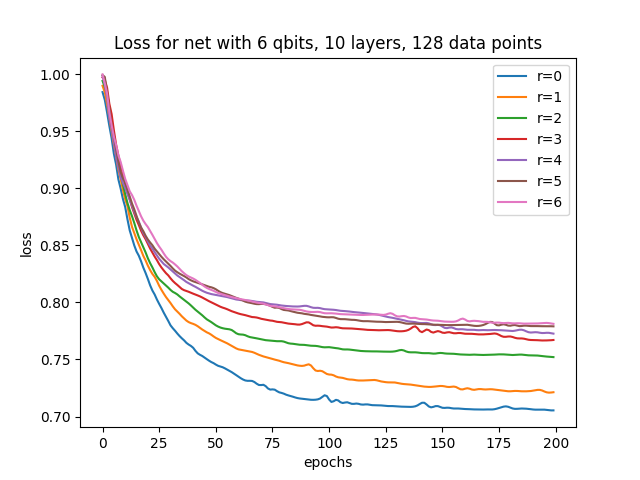 Loss for net with 6 qbits, 10 layers, 128 data points
1.00
0.95
0.90
0.85
0.80
0.75
0.70
loss
r=0
r=1
r=2
r=3
r=4
r=5
r=6
0 25 50 75 100 125 150 175 200
epochs